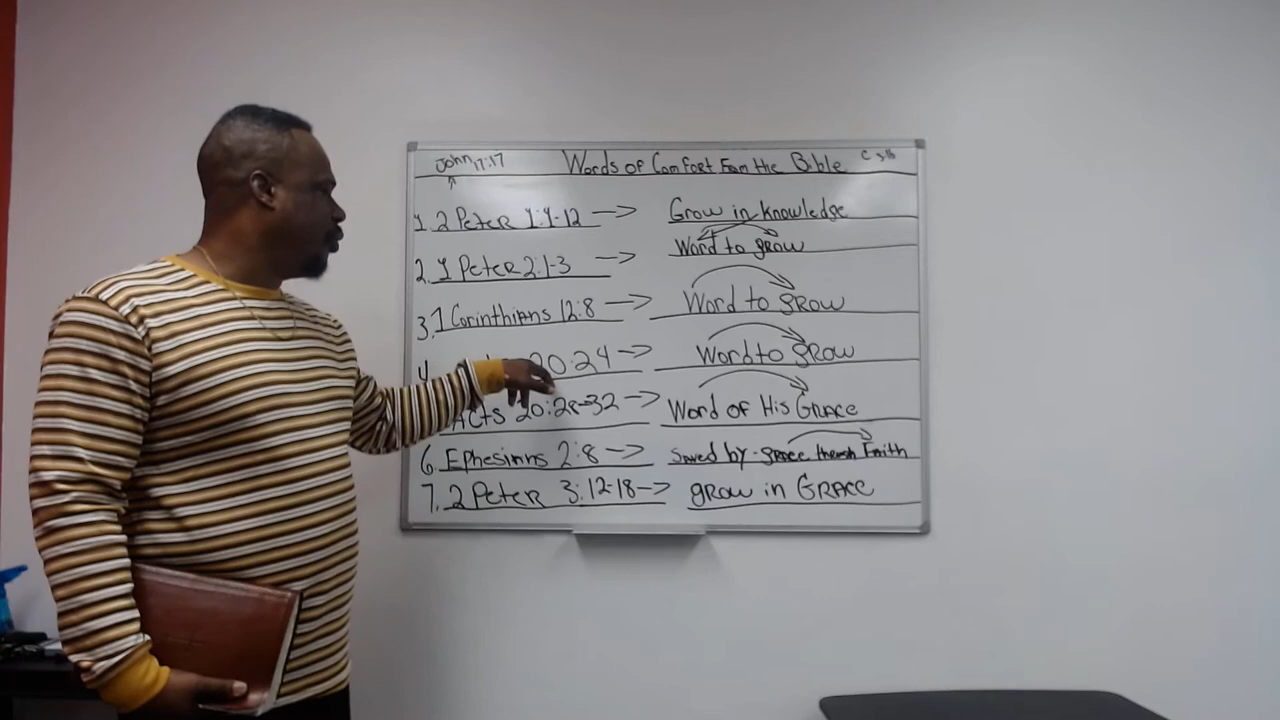 John 17:17 Words of Comfort From the Bible
1. 2 Peter 1:1-12 → Grow in knowledge
Word to grow
2. 1 Peter 2:1-3 →
3. 1 Corinthians 12:8 → Word to gRow
4. 20:24 → Word to gRow
Acts 20:28-32 → Word of His Grace
6. Ephesians 2:8 → saved by grace through Faith
7. 2 Peter 3:12-18 → gRow in GRACE